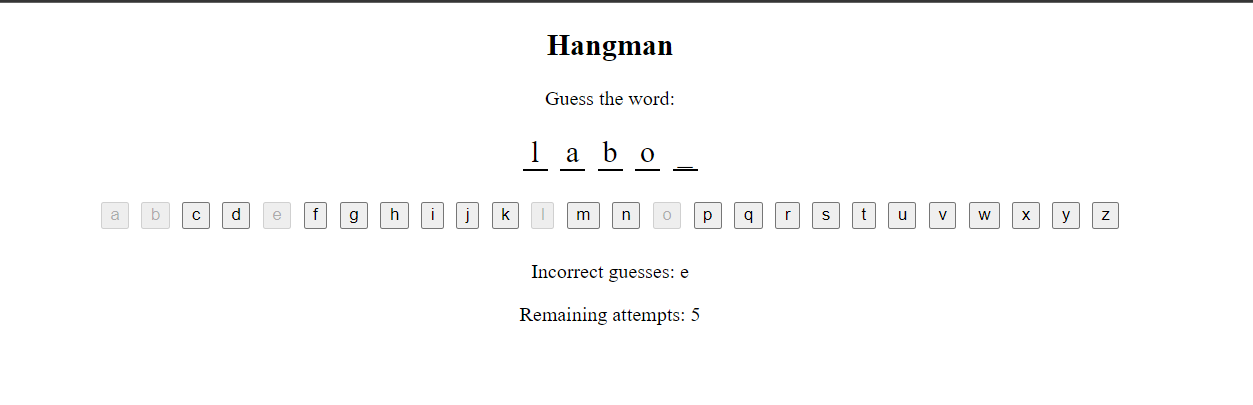 Hangman
Guess the word:
l a b o _
a b c d e f g h i j k l m n o p q r s t u v w x y z
Incorrect guesses: e
Remaining attempts: 5